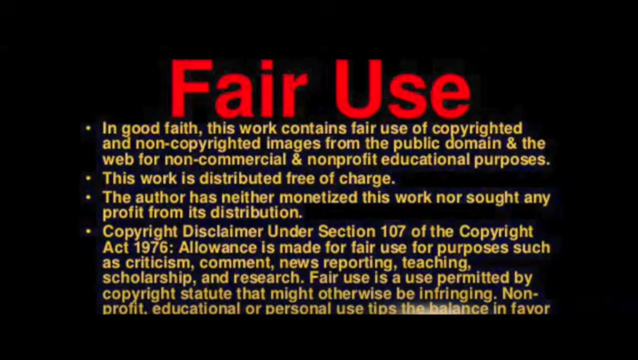 Fair Use
• In good faith, this work contains fair use of copyrighted
and non-copyrighted images from the public domain & the
web for non-commercial & nonprofit educational purposes.
• This work is distributed free of charge.
• The author has neither monetized this work nor sought any
profit from its distribution.
• Copyright Disclaimer Under Section 107 of the Copyright
Act 1976: Allowance is made for fair use for purposes such
as criticism, comment, news reporting, teaching,
scholarship, and research. Fair use is a use permitted by
copyright statute that might otherwise be infringing. Non-
profit, educational or personal use tips the balance in favor